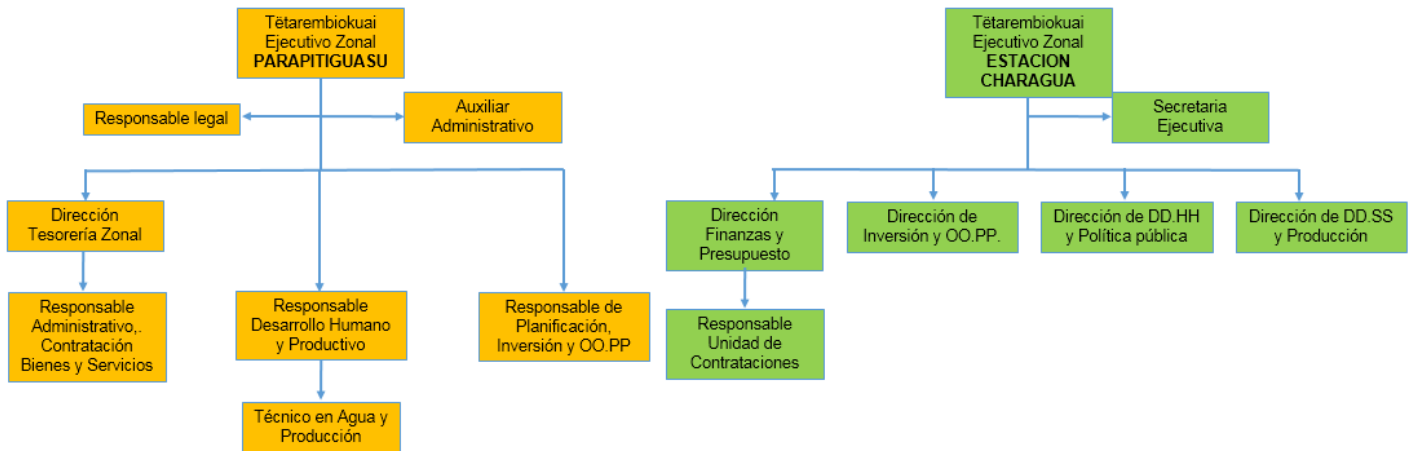 Tëtarembiokuai
Ejecutivo Zonal
PARAPITIGUASU
Responsable legal
Auxiliar
Administrativo
Dirección
Tesorería Zonal
Responsable
Administrativo,.
Contratación
Bienes y Servicios
Responsable
Desarrollo Humano
y Productivo
Responsable de
Planificación,
Inversión y OO.PP
Técnico en Agua y
Producción
Tëtarembiokuai
Ejecutivo Zonal
ESTACION
CHARAGUA
Secretaria
Ejecutiva
Dirección
Finanzas y
Presupuesto
Dirección de
Inversión y OO.PP.
Dirección de DD.HH
y Política pública
Dirección de DD.SS
y Producción
Responsable
Unidad de
Contrataciones